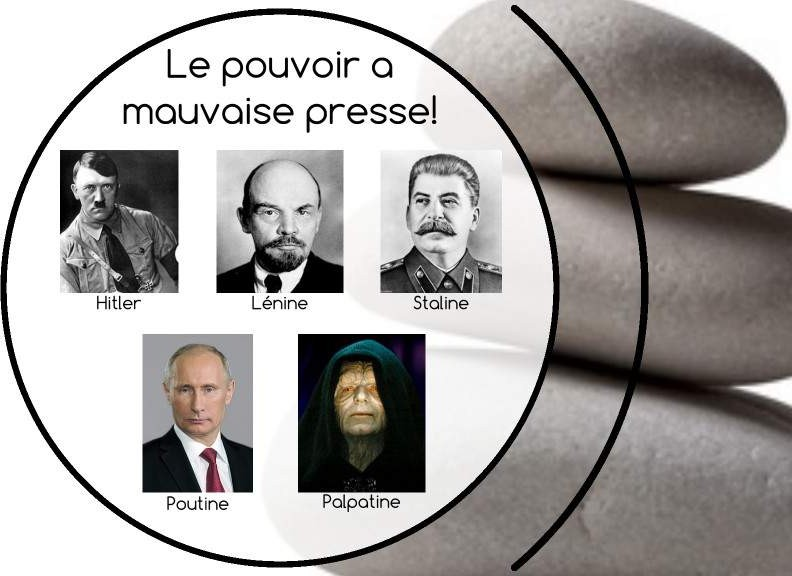 Le pouvoir a
mauvaise presse!
Hitler
Lénine
Staline
Poutine
Palpatine